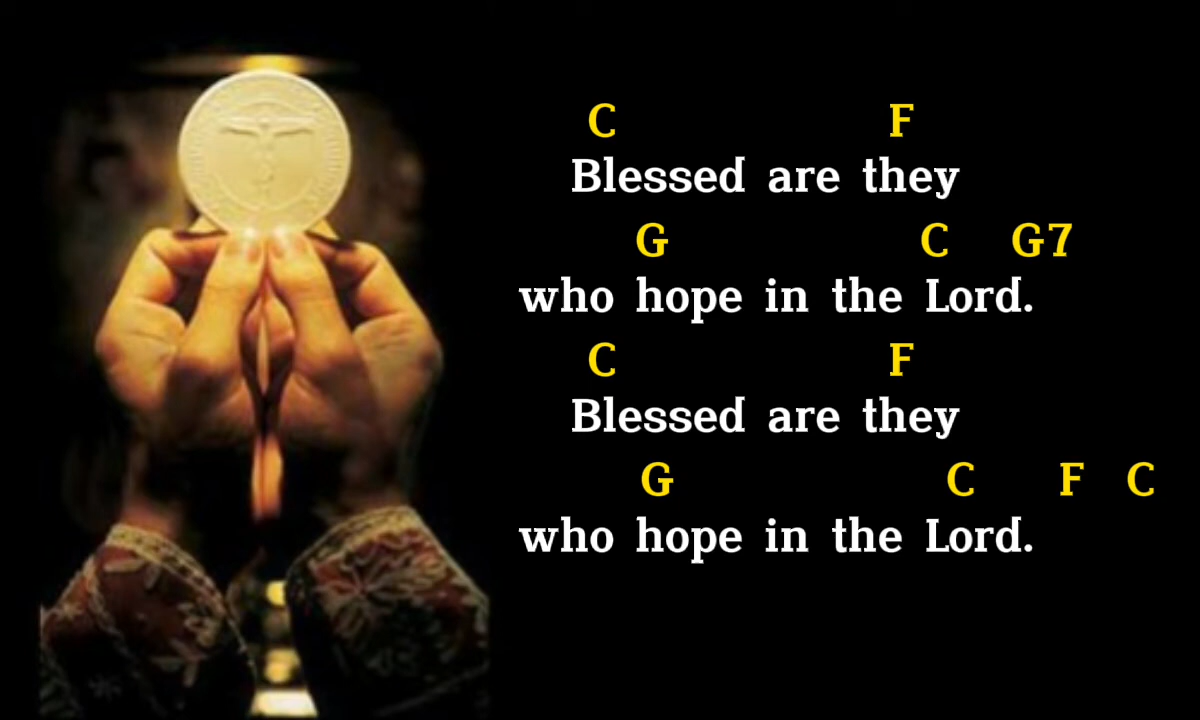 C F
Blessed are they
G C G7
who hope in the Lord.
C F
Blessed are they
G C F C
who hope in the Lord.